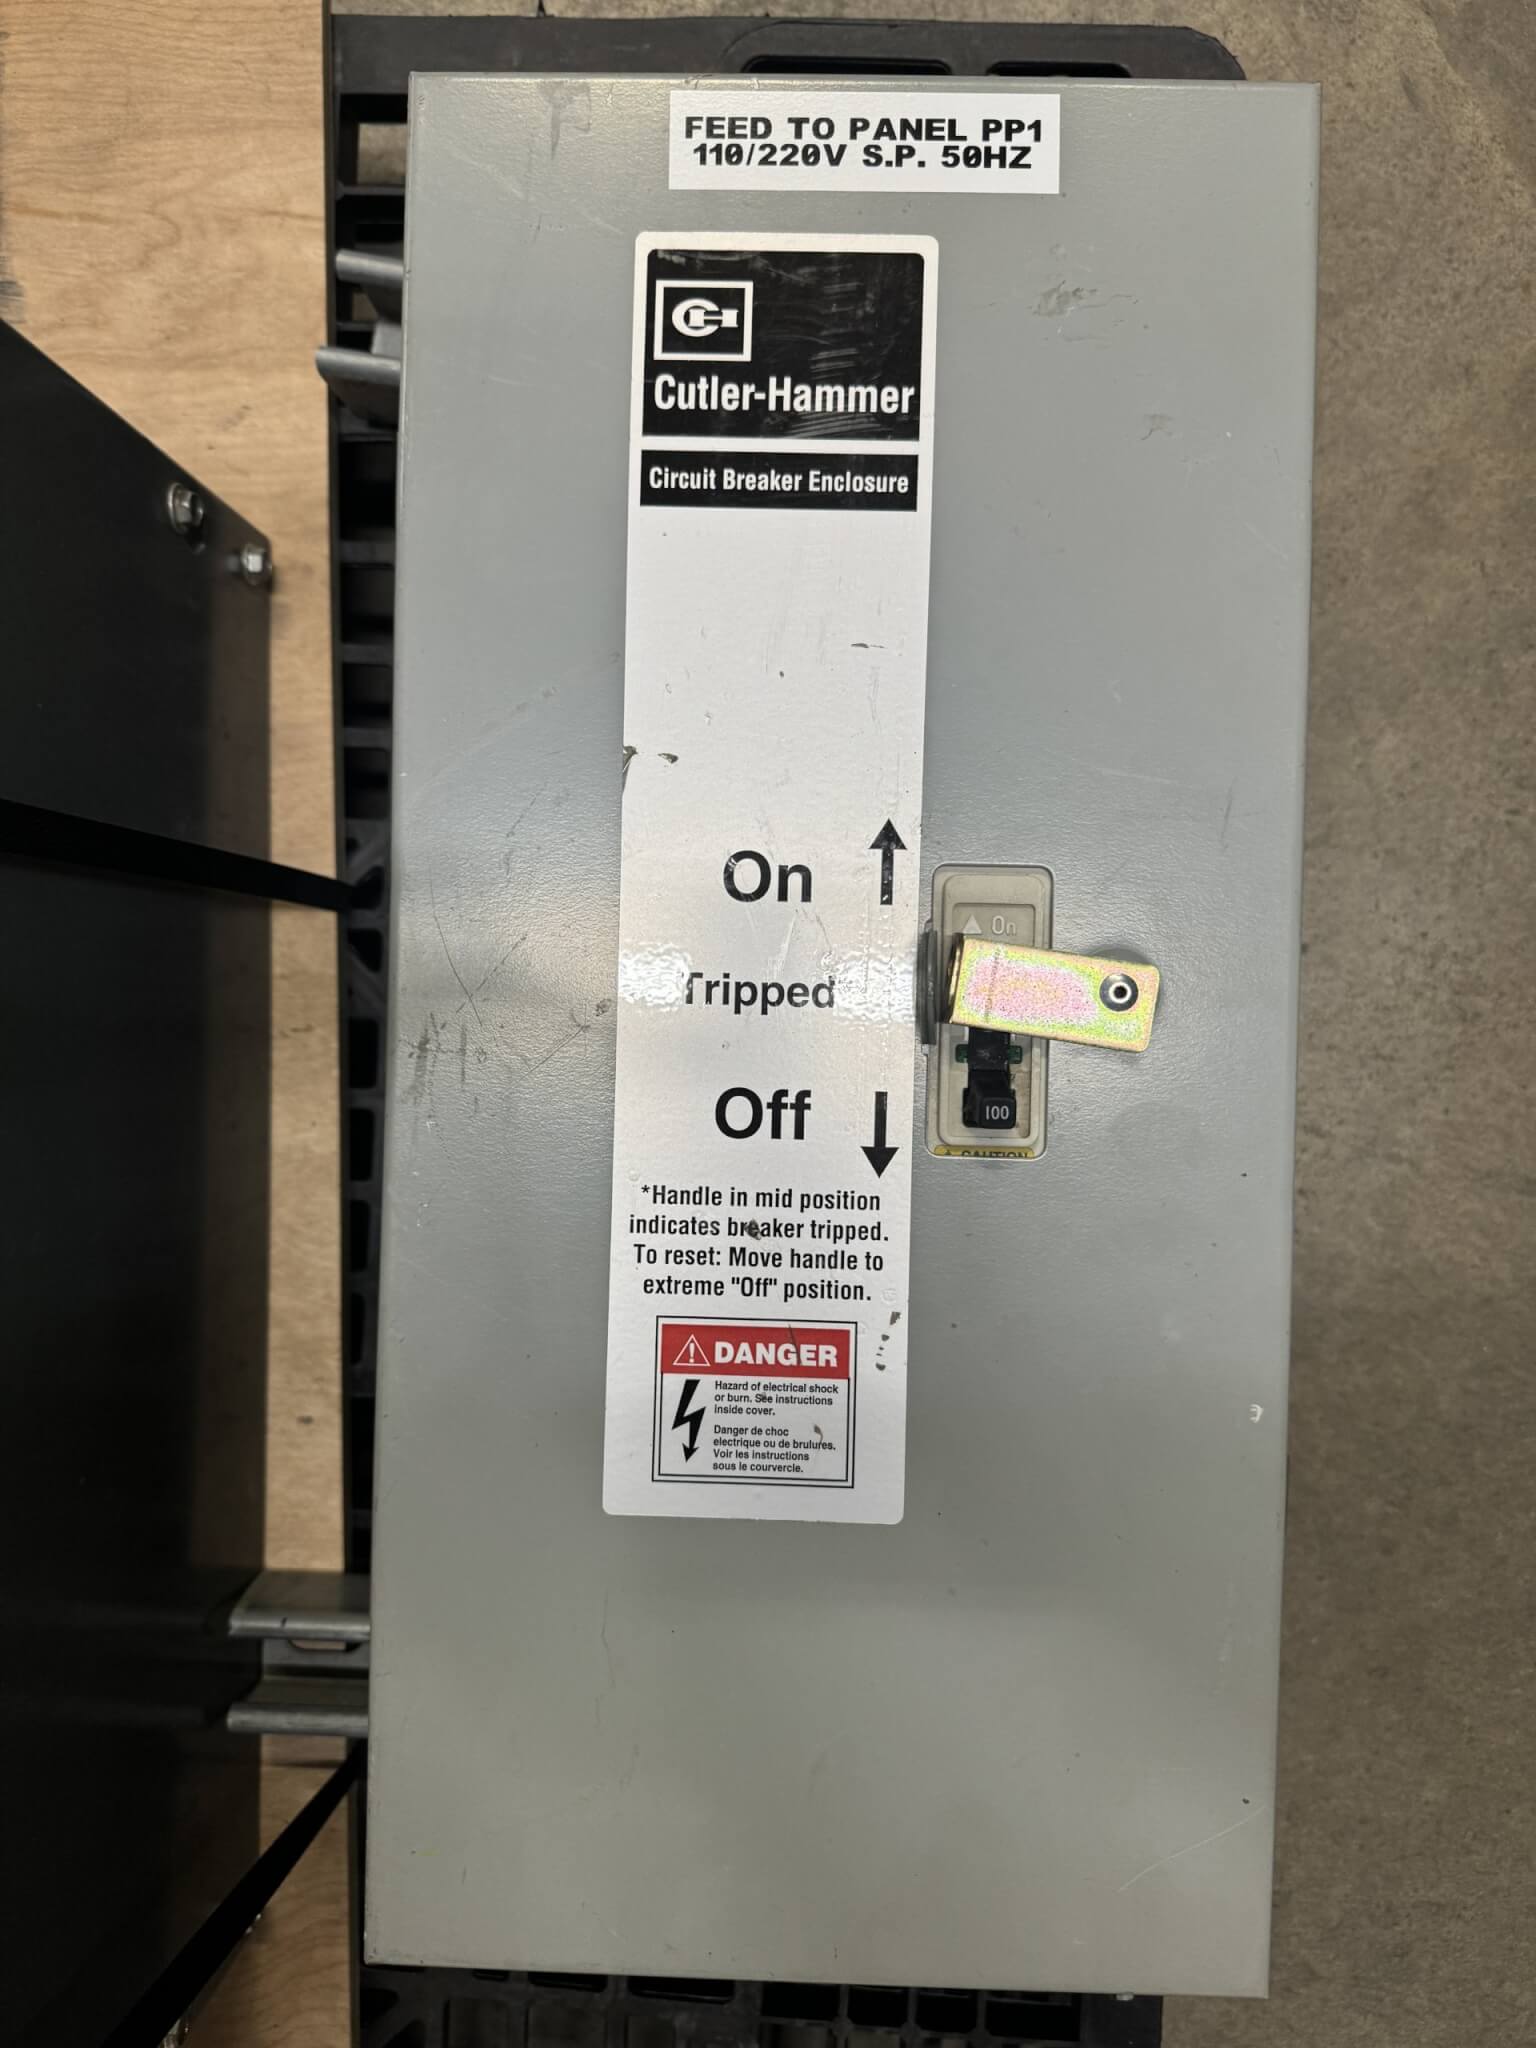 FEED TO PANEL PP1
110/220V S.P. 50HZ
Cutler-Hammer
Circuit Breaker Enclosure
On
On
Tripped
Off
100
CAUTION
*Handle in mid position
indicates breaker tripped.
To reset: Move handle to
extreme "Off" position.
DANGER
Hazard of electrical shock
or burn. See instructions
inside cover.
Danger de choc
electrique ou de brulures.
Voir les instructions
sous le courvercle.